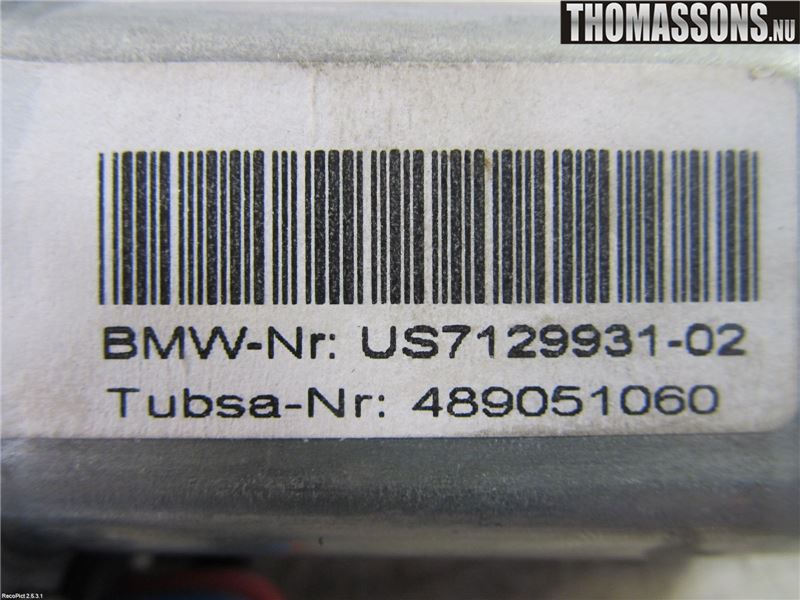 THOMASSONS.NU
BMW-Nr: US7129931-02
Tubsa-Nr: 489051060
RecoPict 2.5.3.1